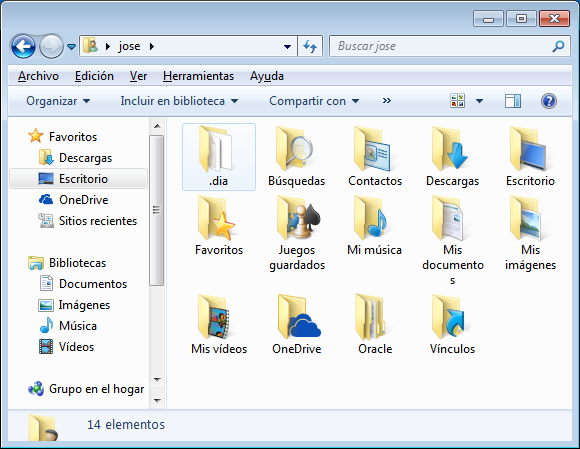 jose
Buscar jose
Archivo Edición Ver Herramientas Ayuda
Organizar Incluir en biblioteca Compartir con »
Favoritos
Descargas
Escritorio
OneDrive
Sitios recientes
Bibliotecas
Documentos
Imágenes
Música
Vídeos
Grupo en el hogar
.dia Búsquedas Contactos Descargas Escritorio
Favoritos Juegos guardados Mi música Mis documentos Mis imágenes
Mis vídeos OneDrive Oracle Vínculos
14 elementos